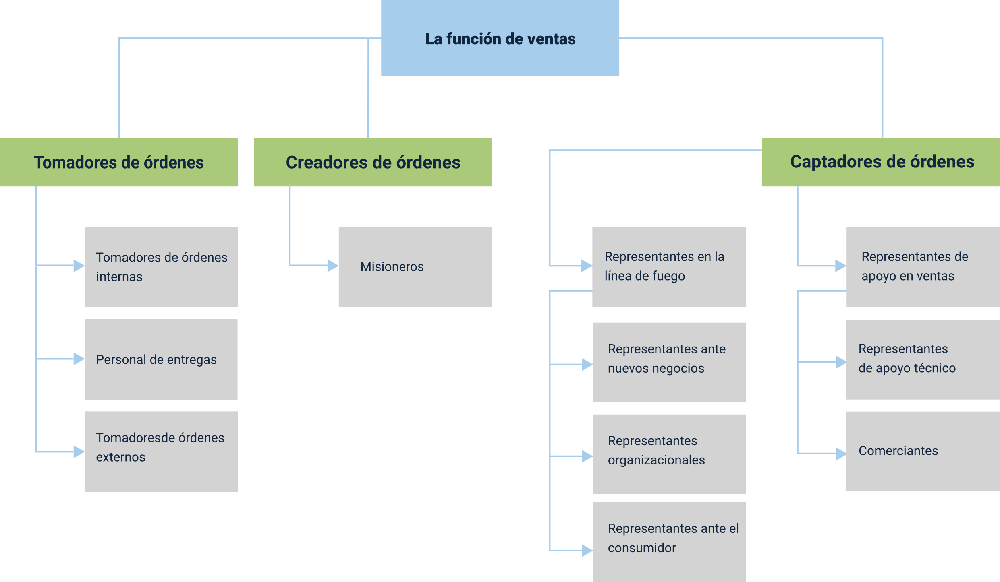 La función de ventas
Tomadores de órdenes
Creadores de órdenes
Captadores de órdenes
Tomadores de órdenes
internas
Personal de entregas
Tomadoresde órdenes
externos
Misioneros
Representantes en la
línea de fuego
Representantes ante
nuevos negocios
Representantes
organizacionales
Representantes ante el
consumidor
Representantes de
apoyo en ventas
Representantes
de apoyo técnico
Comerciantes